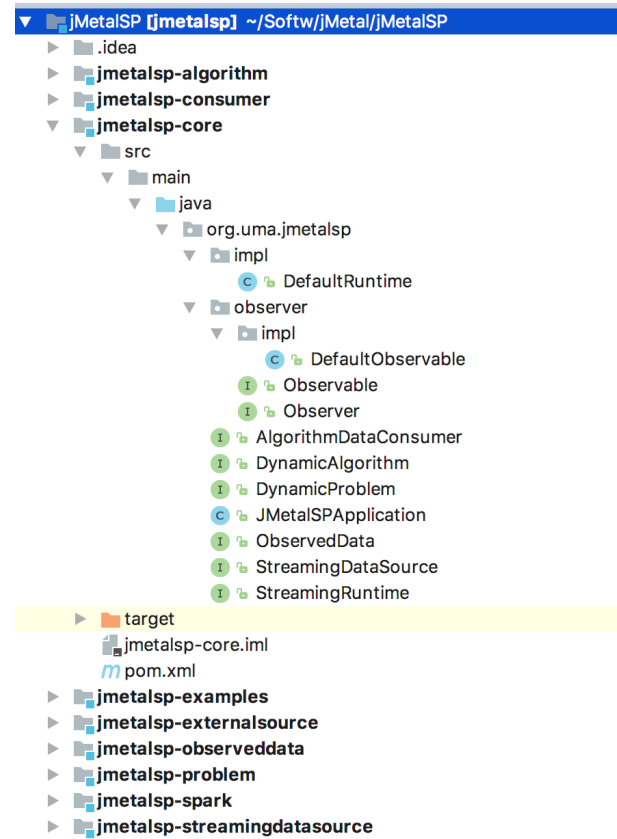 jMetalSP [jmetalsp] ~/Softw/jMetal/jMetalSP
.idea
jmetalsp-algorithm
jmetalsp-consumer
jmetalsp-core
src
main
java
org.uma.jmetalsp
impl
C DefaultRuntime
observer
impl
C DefaultObservable
I Observable
I Observer
I AlgorithmDataConsumer
I DynamicAlgorithm
I DynamicProblem
C JMetalSPApplication
I ObservedData
I StreamingDataSource
I StreamingRuntime
target
jmetalsp-core.iml
m pom.xml
jmetalsp-examples
jmetalsp-externalsource
jmetalsp-observeddata
jmetalsp-problem
jmetalsp-spark
jmetalsp-streamingdatasource